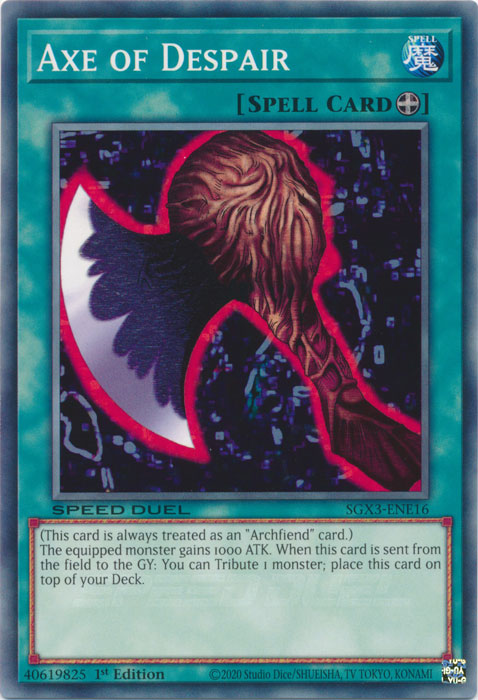 AXE OF DESPAIR
SPELL
魔
[SPELL CARD]
SPEED DUEL
SGX3-ENE16
(This card is always treated as an "Archfiend" card.)
The equipped monster gains 1000 ATK. When this card is sent from
the field to the GY: You can Tribute 1 monster; place this card on
top of your Deck.
40619825
1st Edition
©2020 Studio Dice/SHUEISHA, TV TOKYO, KONAMI